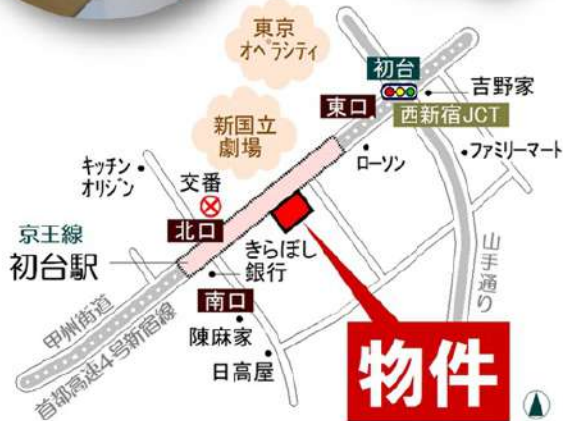 東京
オペランティ
初台
吉野家
東口
西新宿JCT
新国立
劇場
ローソン
ファミリーマート
キッチン
オリジン
交番
北口
京王線
初台駅
きらぼし
銀行
南口
山手通り
甲州街道
首都高速4号新宿線
陳麻家
日高屋
物件